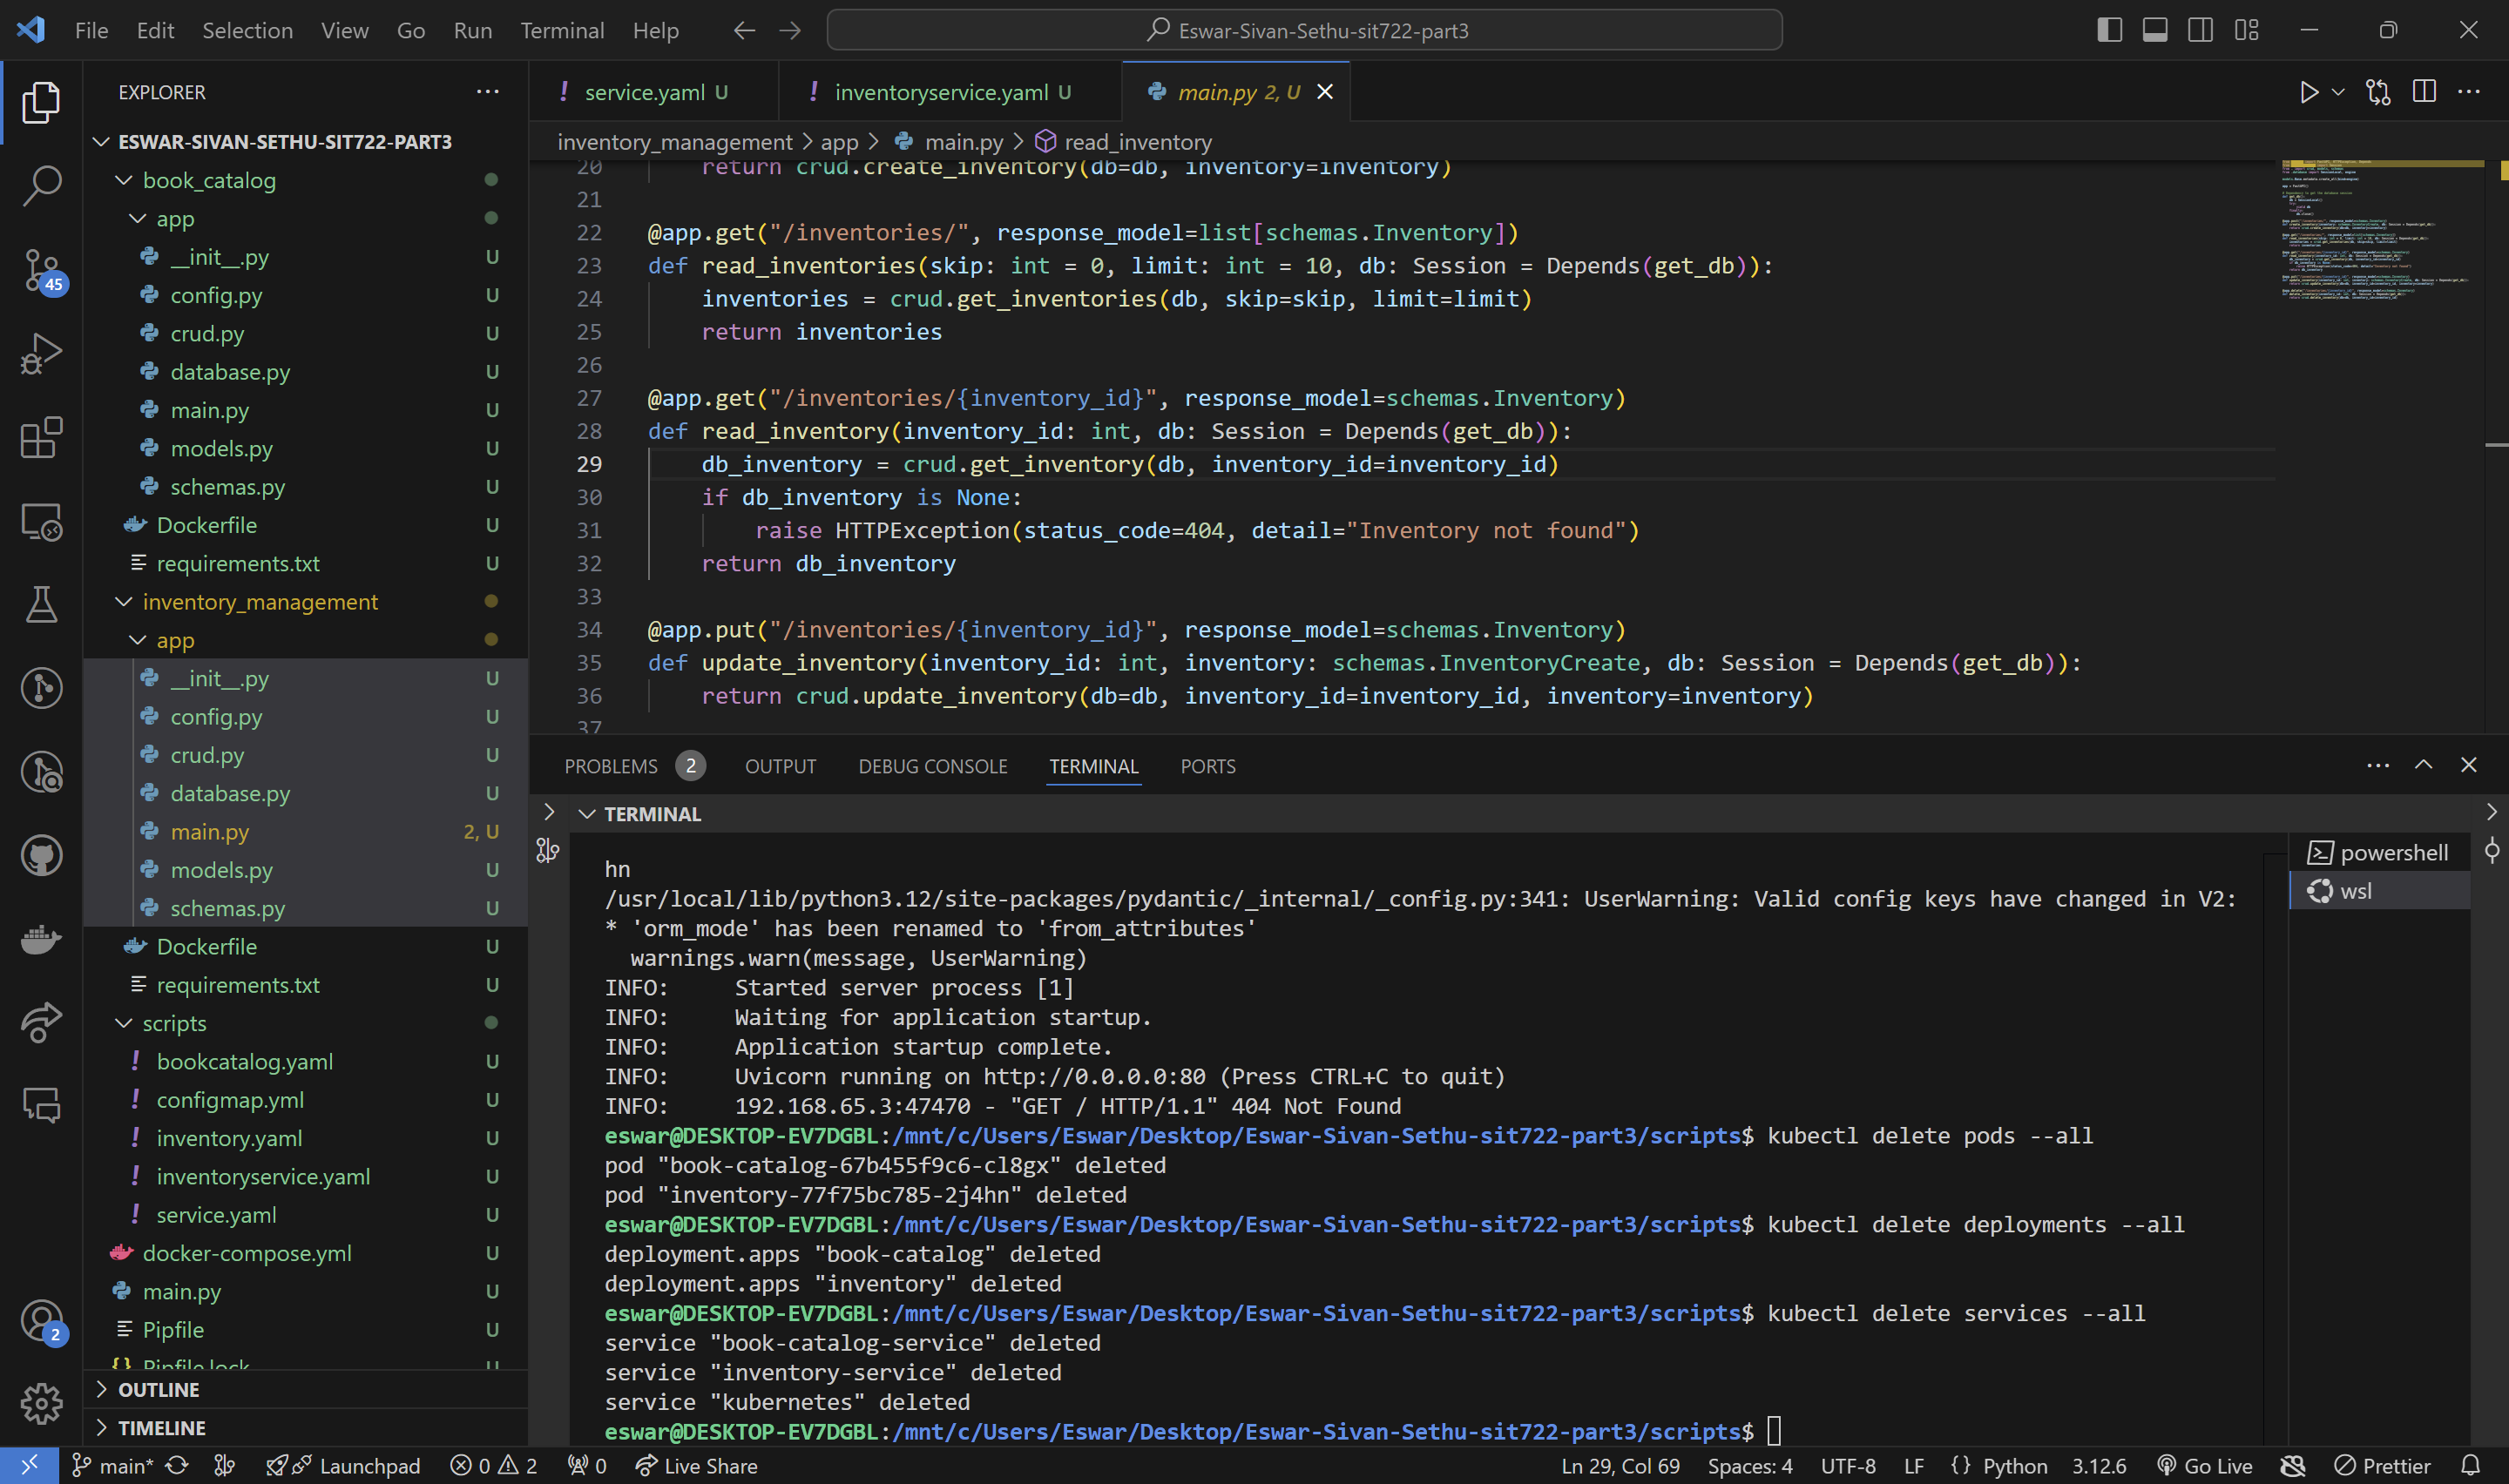 File Edit Selection View Go Run Terminal Help
Eswar-Sivan-Sethu-sit722-part3
EXPLORER
ESWAR-SIVAN-SETHU-SIT722-PART3
book_catalog
app
__init__.py U
config.py U
crud.py U
database.py U
main.py U
models.py U
schemas.py U
Dockerfile U
requirements.txt U
inventory_management
app
__init__.py U
config.py U
crud.py U
database.py U
main.py 2, U
models.py U
schemas.py U
Dockerfile U
requirements.txt U
scripts
bookcatalog.yaml U
configmap.yml U
inventory.yaml U
inventoryservice.yaml U
service.yaml U
docker-compose.yml U
main.py U
Pipfile U
Pipfile.lock U
OUTLINE
TIMELINE
45
2
service.yaml U
inventoryservice.yaml U
main.py 2, U
inventory_management > app > main.py > read_inventory
20 return crud.create_inventory(db=db, inventory=inventory)
21
22 @app.get("/inventories/", response_model=list[schemas.Inventory])
23 def read_inventories(skip: int = 0, limit: int = 10, db: Session = Depends(get_db)):
24 inventories = crud.get_inventories(db, skip=skip, limit=limit)
25 return inventories
26
27 @app.get("/inventories/{inventory_id}", response_model=schemas.Inventory)
28 def read_inventory(inventory_id: int, db: Session = Depends(get_db)):
29 db_inventory = crud.get_inventory(db, inventory_id=inventory_id)
30 if db_inventory is None:
31 raise HTTPException(status_code=404, detail="Inventory not found")
32 return db_inventory
33
34 @app.put("/inventories/{inventory_id}", response_model=schemas.Inventory)
35 def update_inventory(inventory_id: int, inventory: schemas.InventoryCreate, db: Session = Depends(get_db)):
36 return crud.update_inventory(db=db, inventory_id=inventory_id, inventory=inventory)
37
PROBLEMS 2 OUTPUT DEBUG CONSOLE TERMINAL PORTS
TERMINAL
powershell
wsl
hn
/usr/local/lib/python3.12/site-packages/pydantic/_internal/_config.py:341: UserWarning: Valid config keys have changed in V2:
* 'orm_mode' has been renamed to 'from_attributes'
warnings.warn(message, UserWarning)
INFO: Started server process [1]
INFO: Waiting for application startup.
INFO: Application startup complete.
INFO: Uvicorn running on http://0.0.0.0:80 (Press CTRL+C to quit)
INFO: 192.168.65.3:47470 - "GET / HTTP/1.1" 404 Not Found
eswar@DESKTOP-EV7DGBL:/mnt/c/Users/Eswar/Desktop/Eswar-Sivan-Sethu-sit722-part3/scripts$ kubectl delete pods --all
pod "book-catalog-67b455f9c6-cl8gx" deleted
pod "inventory-77f75bc785-2j4hn" deleted
eswar@DESKTOP-EV7DGBL:/mnt/c/Users/Eswar/Desktop/Eswar-Sivan-Sethu-sit722-part3/scripts$ kubectl delete deployments --all
deployment.apps "book-catalog" deleted
deployment.apps "inventory" deleted
eswar@DESKTOP-EV7DGBL:/mnt/c/Users/Eswar/Desktop/Eswar-Sivan-Sethu-sit722-part3/scripts$ kubectl delete services --all
service "book-catalog-service" deleted
service "inventory-service" deleted
service "kubernetes" deleted
eswar@DESKTOP-EV7DGBL:/mnt/c/Users/Eswar/Desktop/Eswar-Sivan-Sethu-sit722-part3/scripts$
main* Launchpad 0 2 0 Live Share Ln 29, Col 69 Spaces: 4 UTF-8 LF {} Python 3.12.6 Go Live Prettier